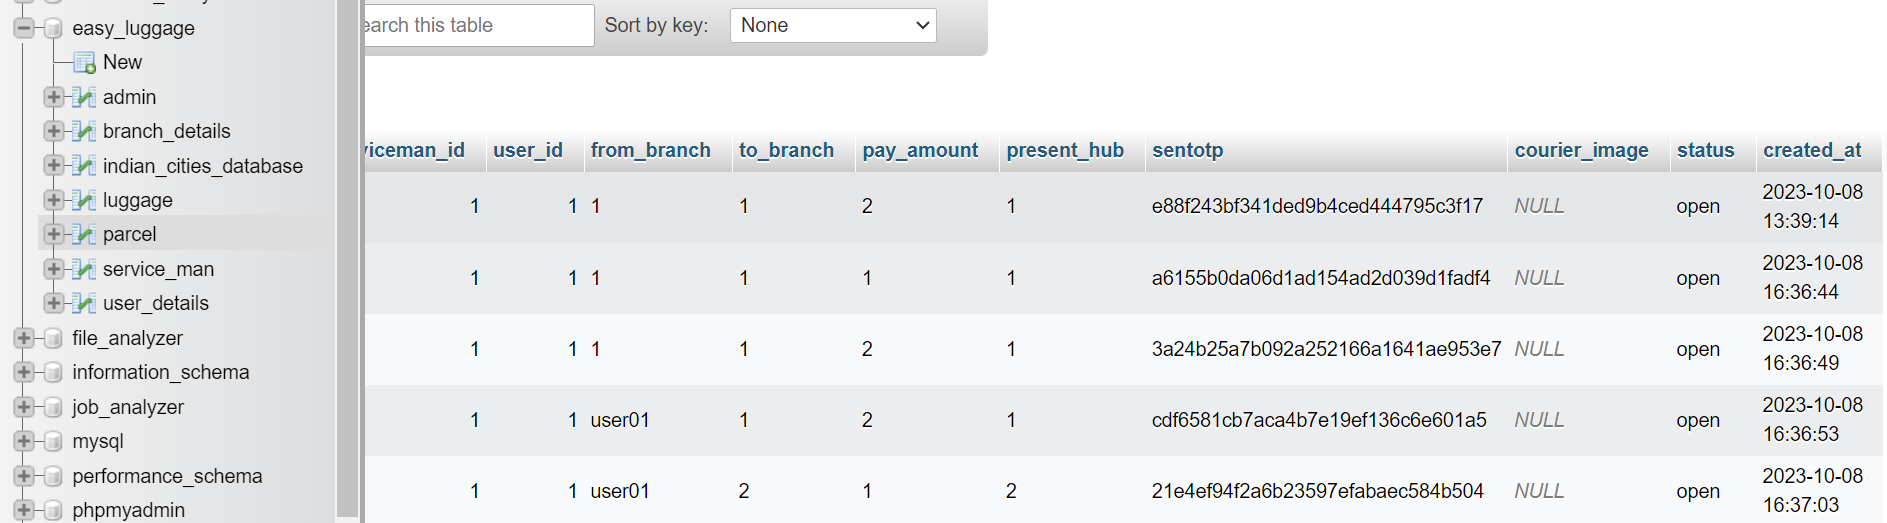 easy_luggage
New
admin
branch_details
indian_cities_database
luggage
parcel
service_man
user_details
file_analyzer
information_schema
job_analyzer
mysql
performance_schema
phpmyadmin
earch this table Sort by key: None
viceman_id user_id from_branch to_branch pay_amount present_hub sentotp courier_image status created_at
1 1 1 1 2 1 e88f243bf341ded9b4ced444795c3f17 NULL open 2023-10-08
13:39:14
1 1 1 1 1 1 a6155b0da06d1ad154ad2d039d1fadf4 NULL open 2023-10-08
16:36:44
1 1 1 1 2 1 3a24b25a7b092a252166a1641ae953e7 NULL open 2023-10-08
16:36:49
1 1 user01 1 2 1 cdf6581cb7aca4b7e19ef136c6e601a5 NULL open 2023-10-08
16:36:53
1 1 user01 2 1 2 21e4ef94f2a6b23597efabaec584b504 NULL open 2023-10-08
16:37:03